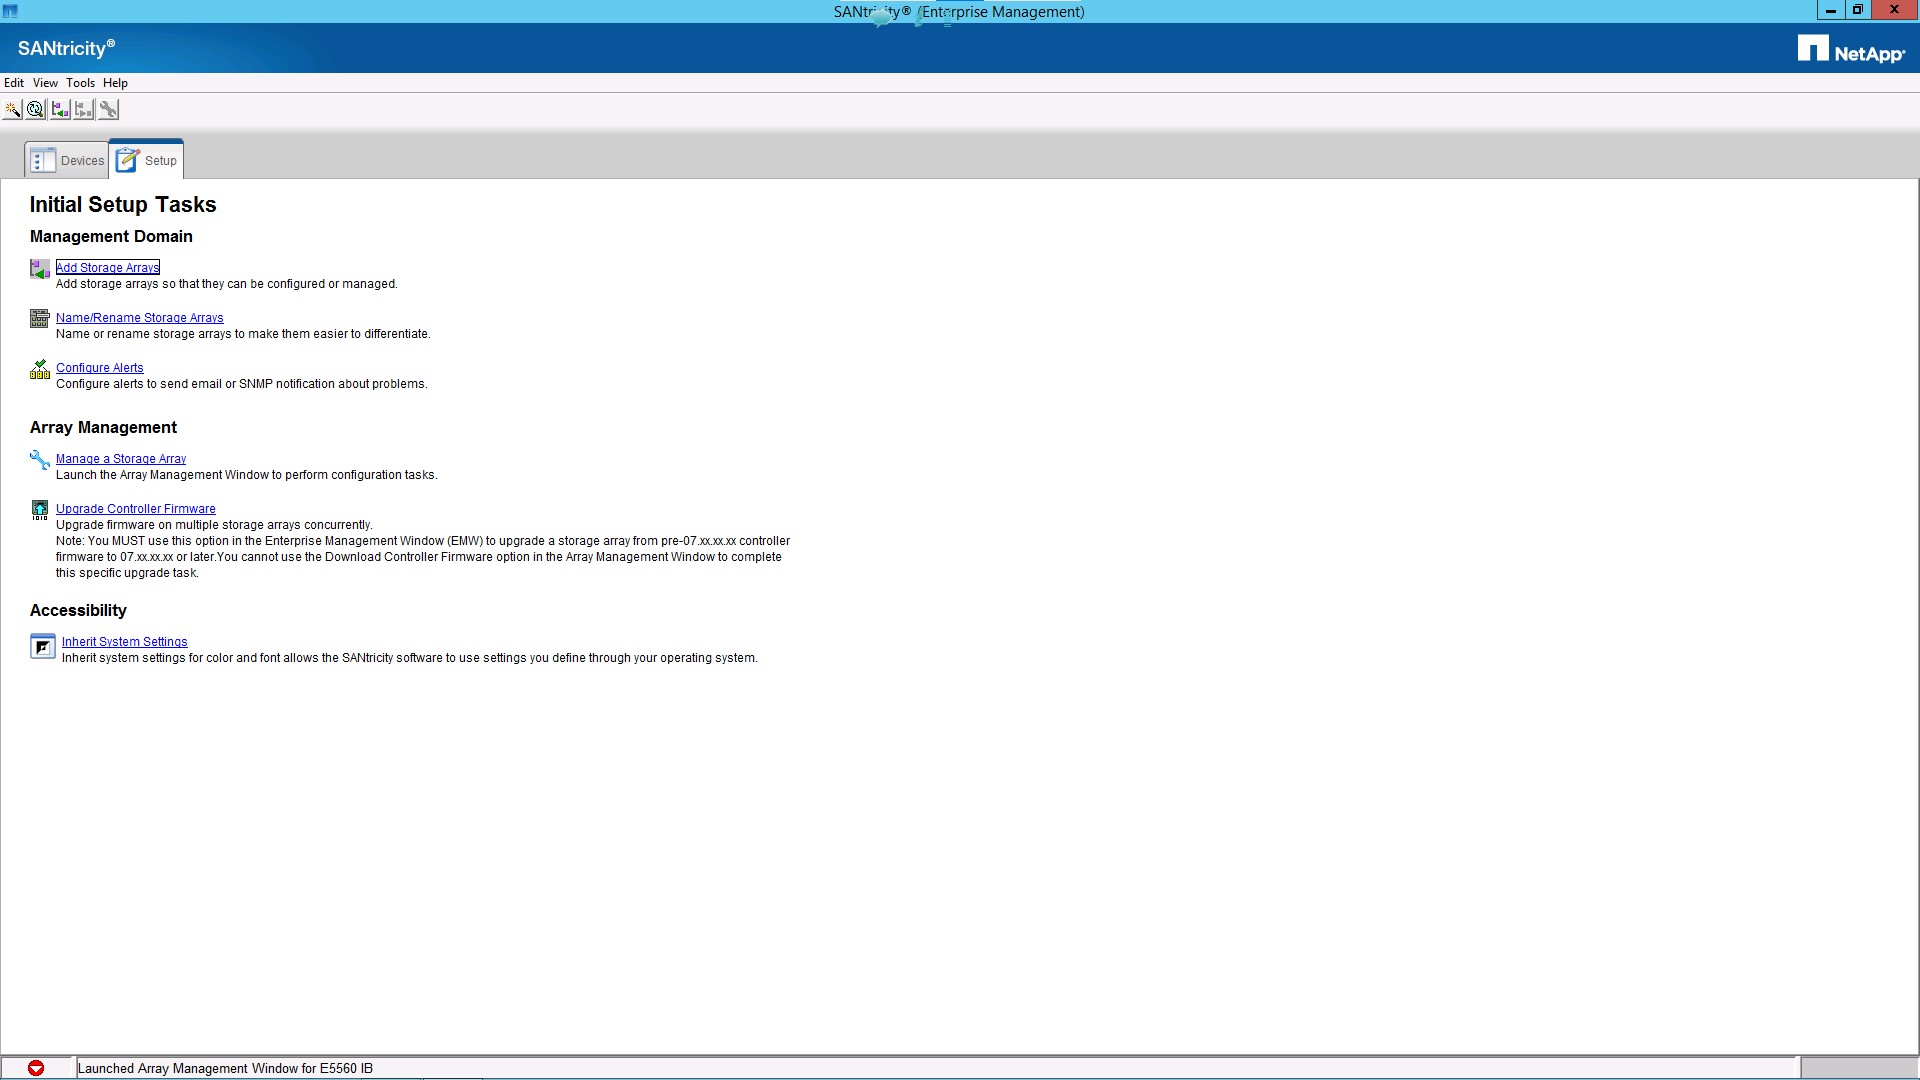 SANtricity® (Enterprise Management)
SANtricity®
NetApp
Edit View Tools Help
Devices
Setup
Initial Setup Tasks
Management Domain
Add Storage Arrays
Add storage arrays so that they can be configured or managed.
Name/Rename Storage Arrays
Name or rename storage arrays to make them easier to differentiate.
Configure Alerts
Configure alerts to send email or SNMP notification about problems.
Array Management
Manage a Storage Array
Launch the Array Management Window to perform configuration tasks.
Upgrade Controller Firmware
Upgrade firmware on multiple storage arrays concurrently.
Note: You MUST use this option in the Enterprise Management Window (EMW) to upgrade a storage array from pre-07.xx.xx.xx controller
firmware to 07.xx.xx.xx or later.You cannot use the Download Controller Firmware option in the Array Management Window to complete
this specific upgrade task.
Accessibility
Inherit System Settings
Inherit system settings for color and font allows the SANtricity software to use settings you define through your operating system.
Launched Array Management Window for E5560 IB